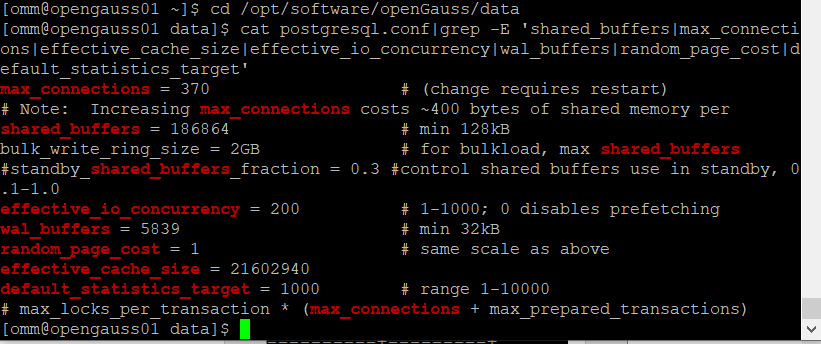 [omm@opengauss01 ~]$ cd /opt/software/openGauss/data
[omm@opengauss01 data]$ cat postgresql.conf|grep -E 'shared_buffers|max_connecti
ons|effective_cache_size|effective_io_concurrency|wal_buffers|random_page_cost|d
efault_statistics_target'
max_connections = 370                   # (change requires restart)
# Note:  Increasing max_connections costs ~400 bytes of shared memory per
shared_buffers = 186864                 # min 128kB
bulk_write_ring_size = 2GB              # for bulkload, max shared_buffers
#standby_shared_buffers_fraction = 0.3 #control shared buffers use in standby, 0
.1-1.0
effective_io_concurrency = 200          # 1-1000; 0 disables prefetching
wal_buffers = 5839                      # min 32kB
random_page_cost = 1                    # same scale as above
effective_cache_size = 21602940
default_statistics_target = 1000        # range 1-10000
# max_locks_per_transaction * (max_connections + max_prepared_transactions)
[omm@opengauss01 data]$